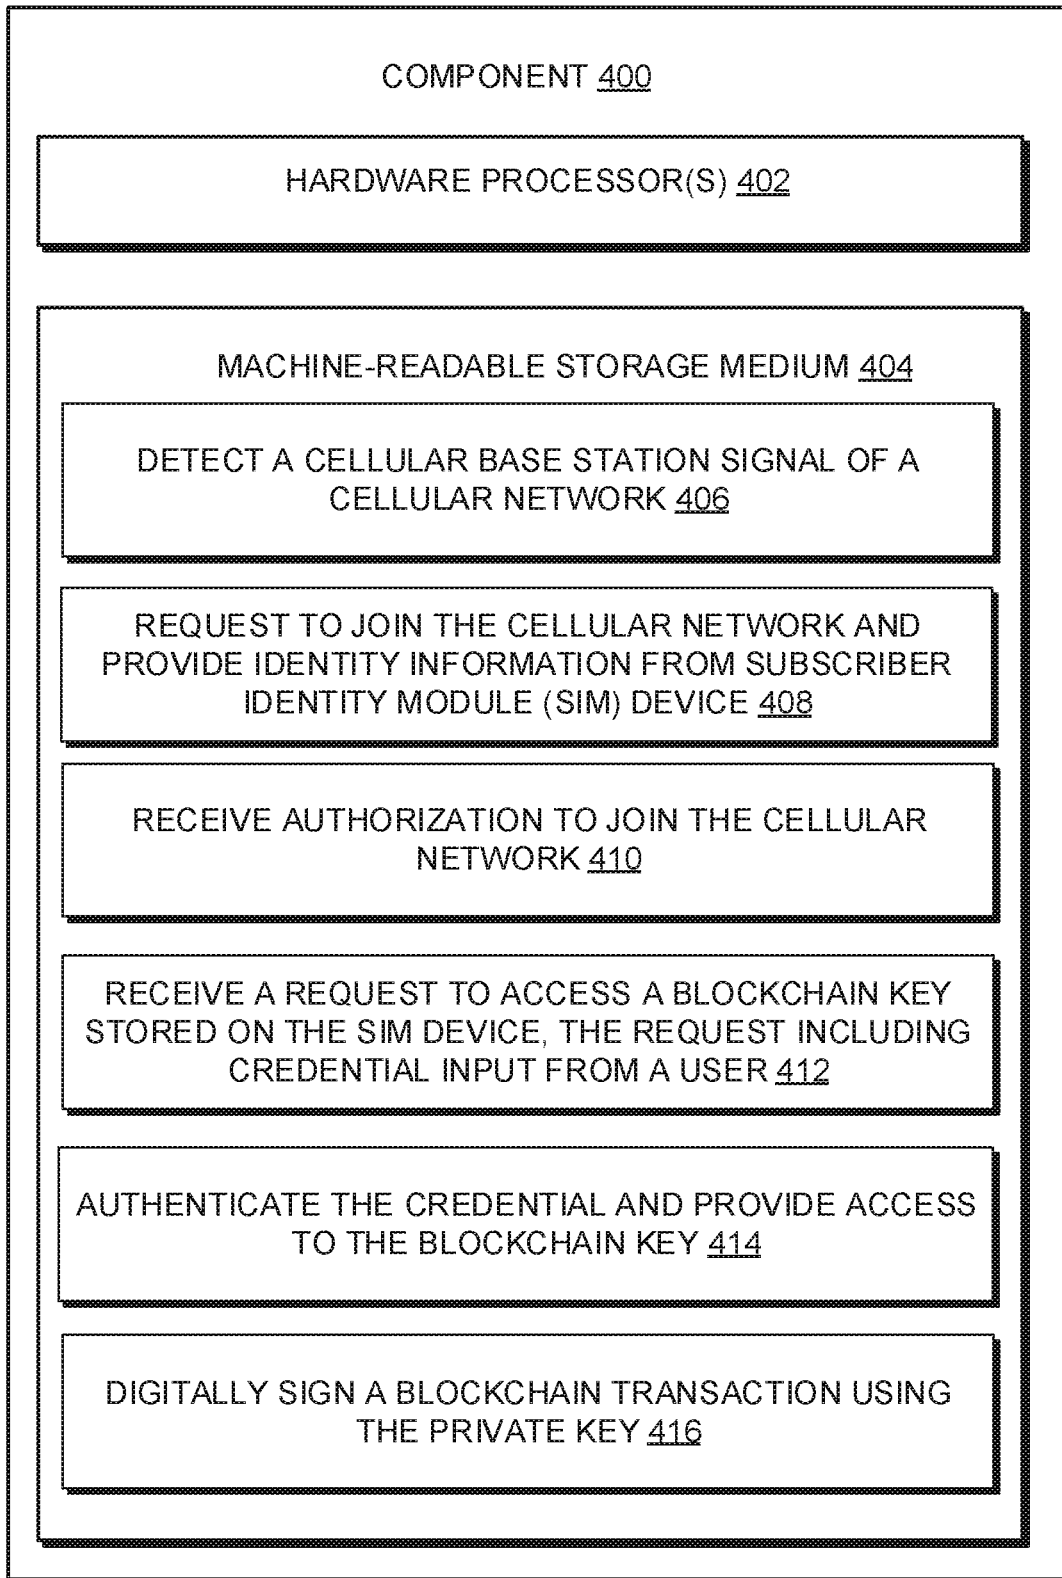 COMPONENT 400
HARDWARE PROCESSOR(S) 402
MACHINE-READABLE STORAGE MEDIUM 404
DETECT A CELLULAR BASE STATION SIGNAL OF A
CELLULAR NETWORK 406
REQUEST TO JOIN THE CELLULAR NETWORK AND
PROVIDE IDENTITY INFORMATION FROM SUBSCRIBER
IDENTITY MODULE (SIM) DEVICE 408
RECEIVE AUTHORIZATION TO JOIN THE CELLULAR
NETWORK 410
RECEIVE A REQUEST TO ACCESS A BLOCKCHAIN KEY
STORED ON THE SIM DEVICE, THE REQUEST INCLUDING
CREDENTIAL INPUT FROM A USER 412
AUTHENTICATE THE CREDENTIAL AND PROVIDE ACCESS
TO THE BLOCKCHAIN KEY 414
DIGITALLY SIGN A BLOCKCHAIN TRANSACTION USING
THE PRIVATE KEY 416